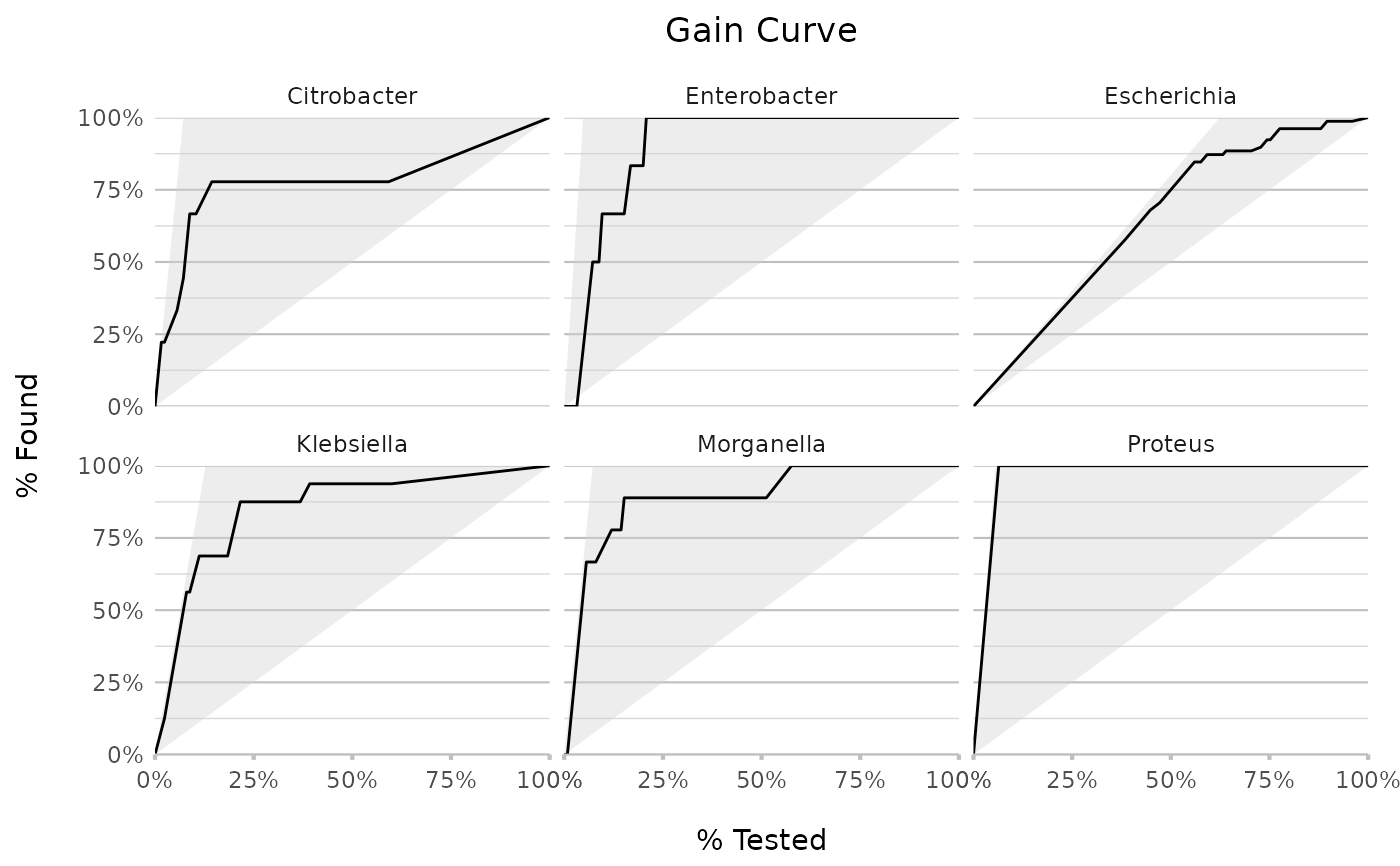 Gain Curve
Citrobacter Enterobacter Escherichia
100%
75%
50%
25%
0%
Klebsiella Morganella Proteus
100%
75%
50%
25%
0%
0% 25% 50% 75% 100% 0% 25% 50% 75% 100% 0% 25% 50% 75% 100%
% Found
% Tested